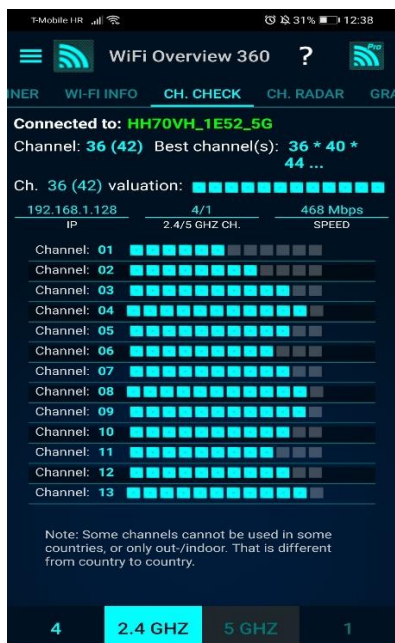 T-Mobile HR 31% 12:38
WiFi Overview 360 ? Pro
NER WI-FI INFO CH. CHECK CH. RADAR GRA
Connected to: HH70VH_1E52_5G
Channel: 36 (42) Best channel(s): 36 * 40 *
44 ...
Ch. 36 (42) valuation:
192.168.1.128 4/1 468 Mbps
IP 2.4/5 GHZ CH. SPEED
Channel: 01
Channel: 02
Channel: 03
Channel: 04
Channel: 05
Channel: 06
Channel: 07
Channel: 08
Channel: 09
Channel: 10
Channel: 11
Channel: 12
Channel: 13
Note: Some channels cannot be used in some
countries, or only out-/indoor. That is different
from country to country.
4 2.4 GHZ 5 GHZ 1